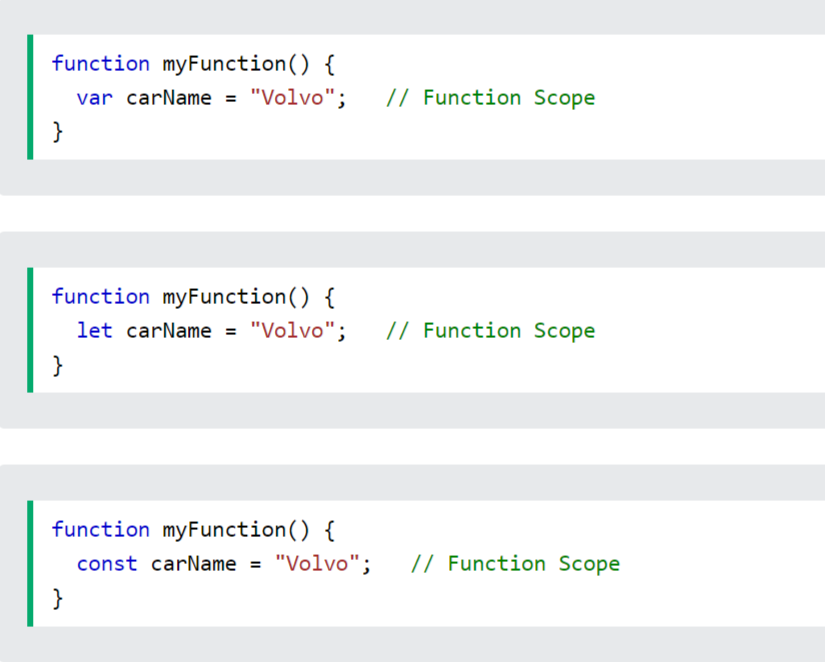 function myFunction() {
  var carName = "Volvo";   // Function Scope
}
function myFunction() {
  let carName = "Volvo";   // Function Scope
}
function myFunction() {
  const carName = "Volvo";   // Function Scope
}